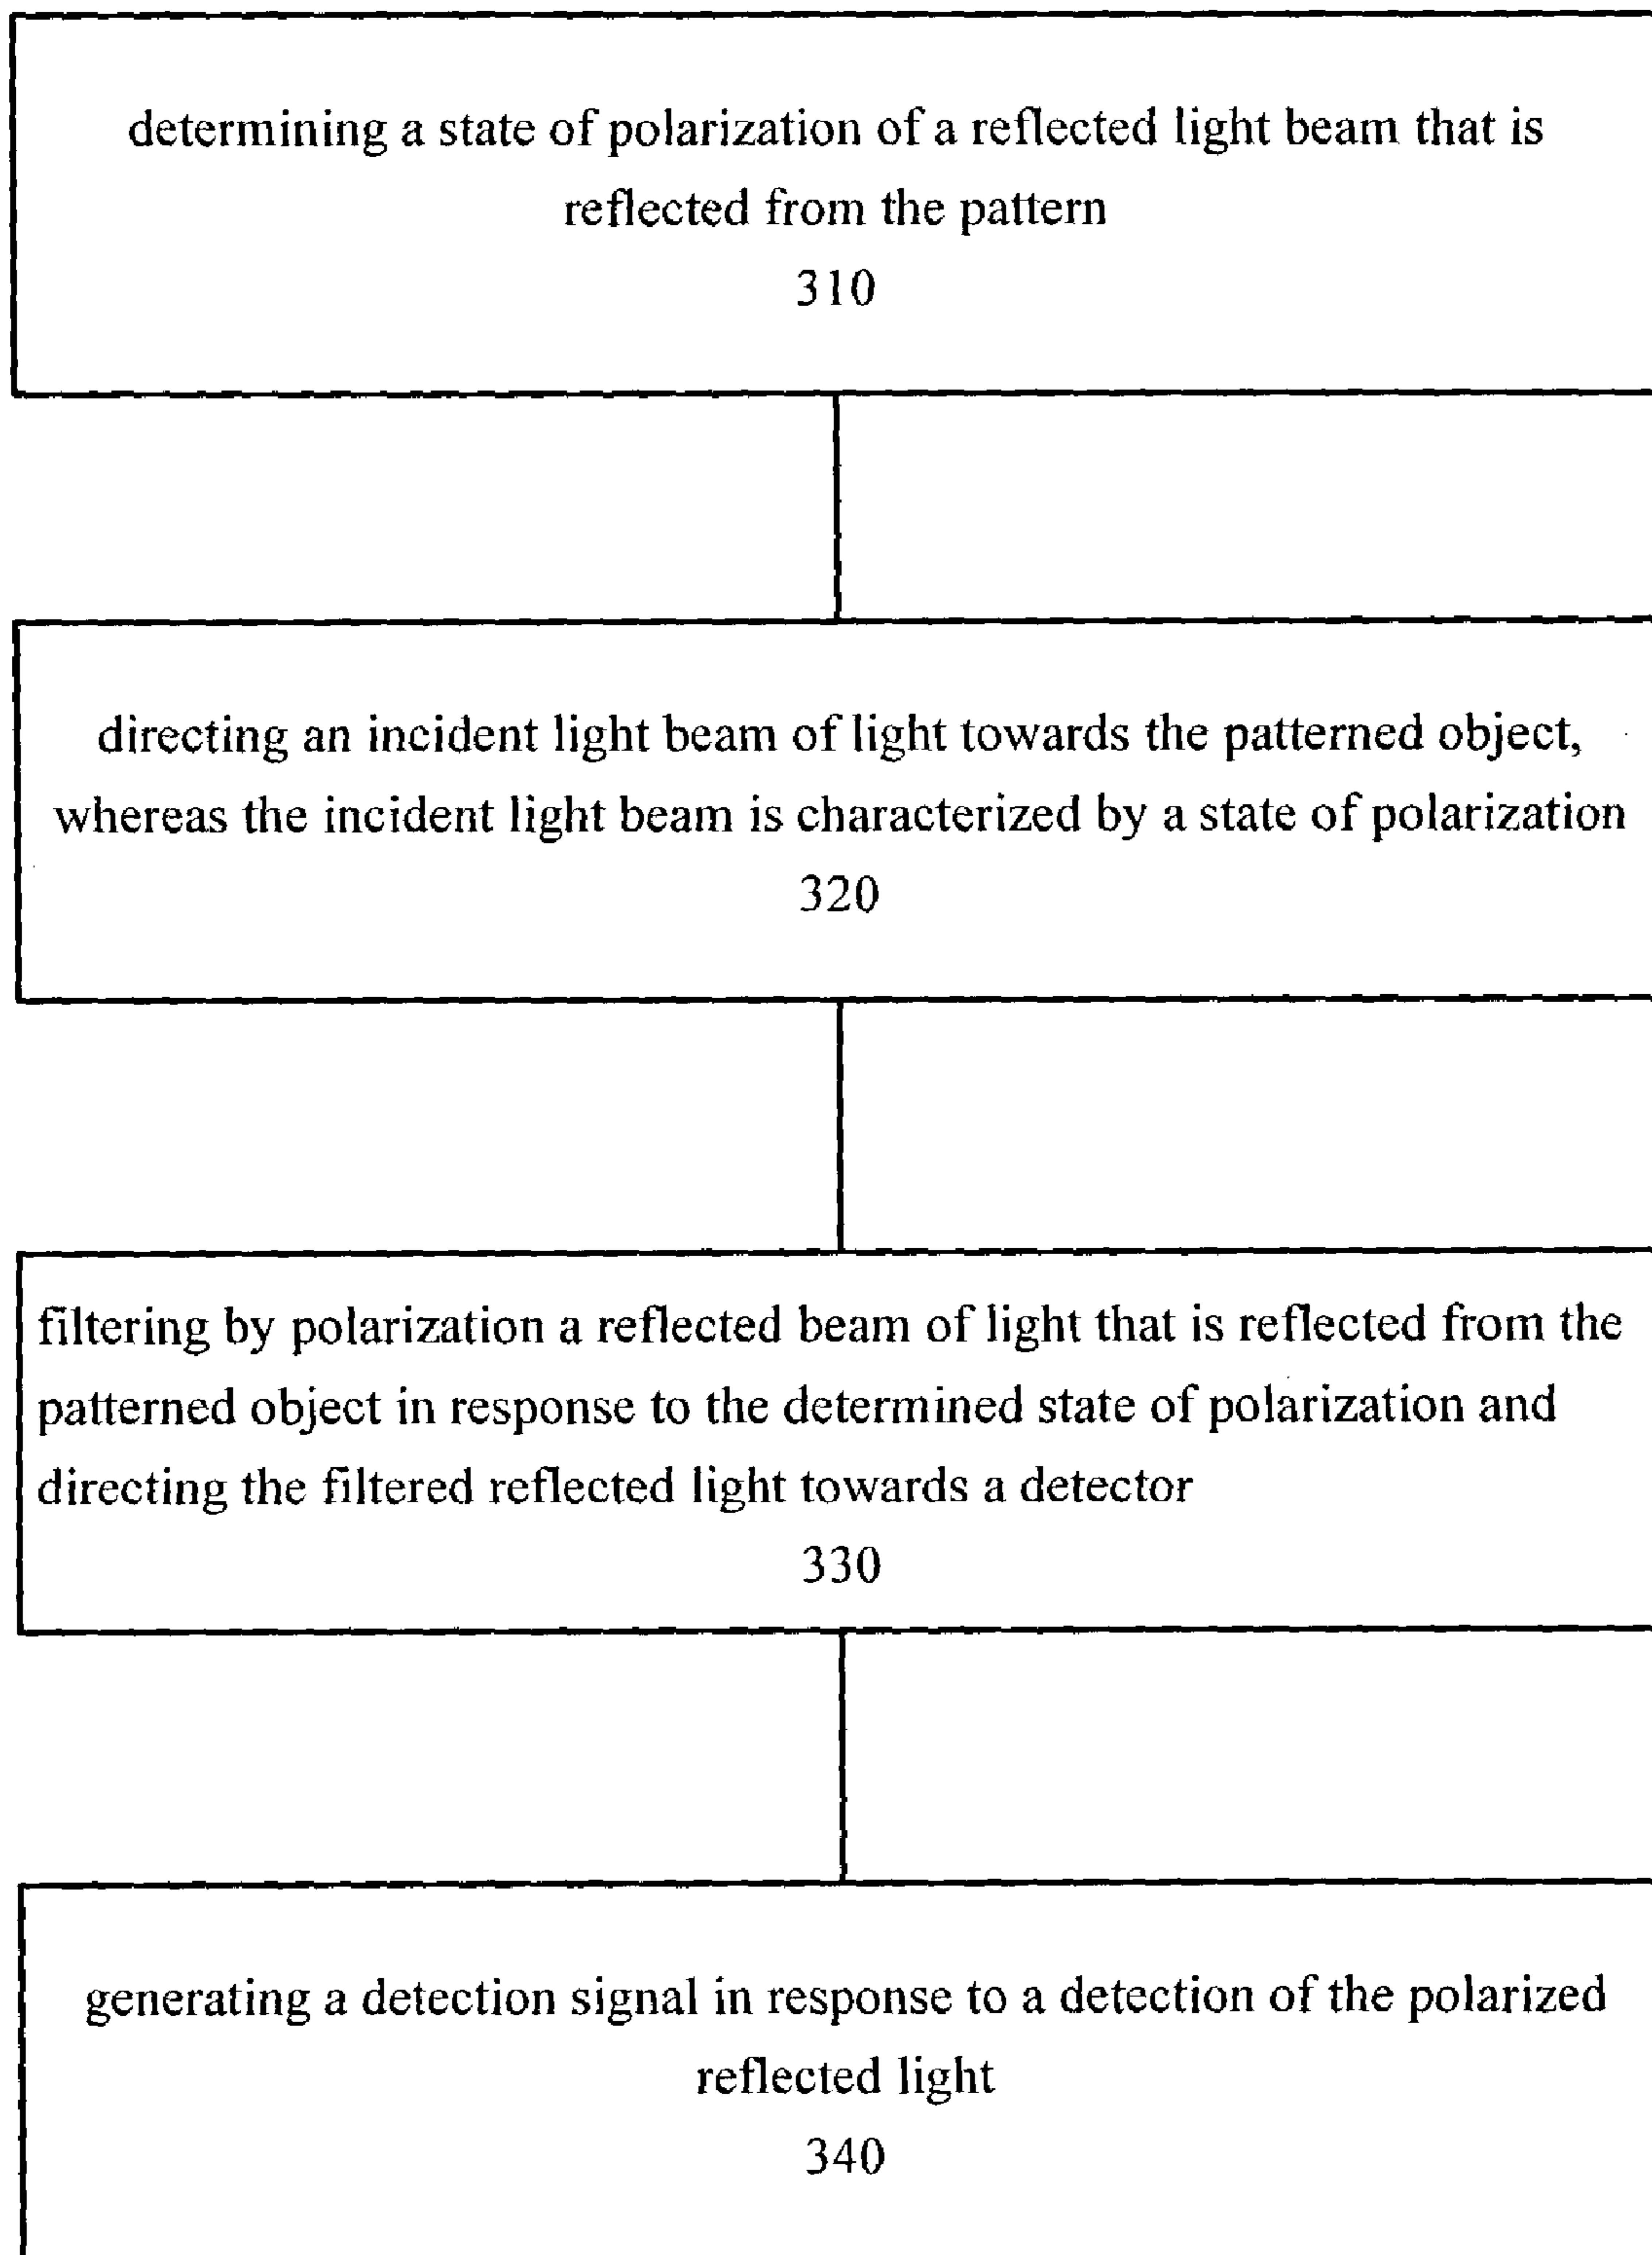 determining a state of polarization of a reflected light beam that is
reflected from the pattern
310
directing an incident light beam of light towards the patterned object,
whereas the incident light beam is characterized by a state of polarization
320
filtering by polarization a reflected beam of light that is reflected from the
patterned object in response to the determined state of polarization and
directing the filtered reflected light towards a detector
330
generating a detection signal in response to a detection of the polarized
reflected light
340